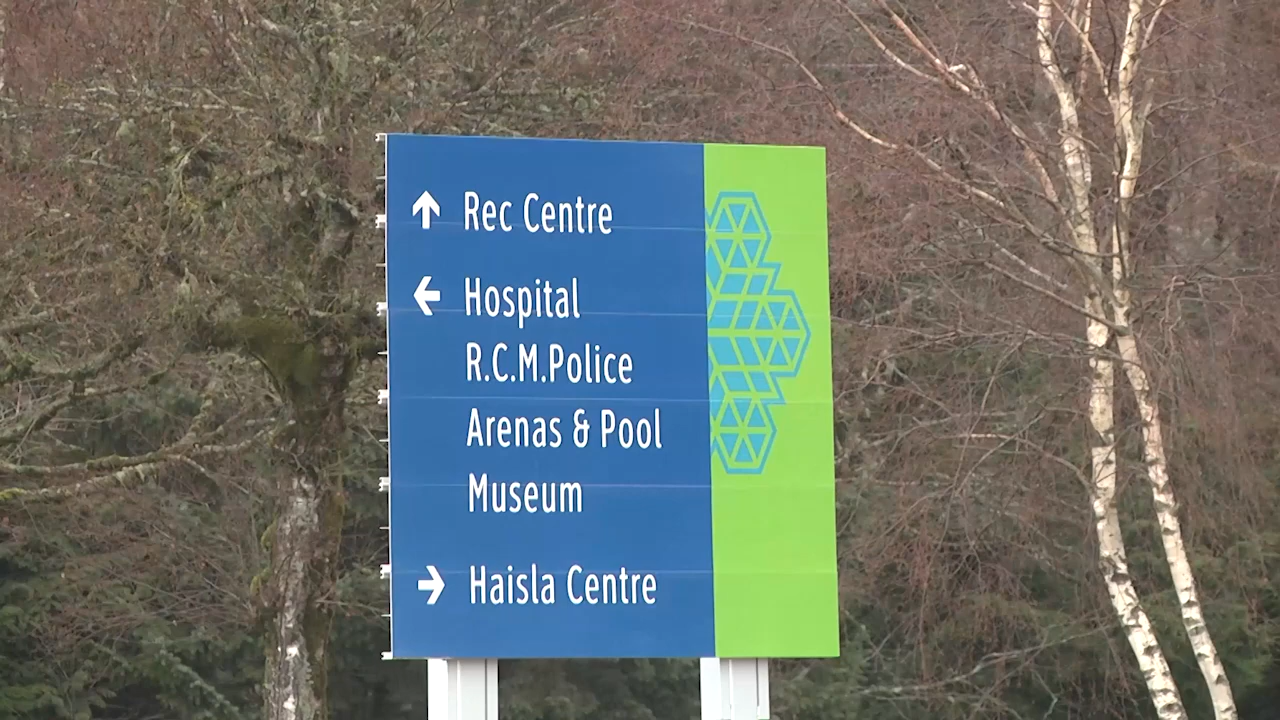 Rec Centre
Hospital
R.C.M.Police
Arenas & Pool
Museum
Haisla Centre